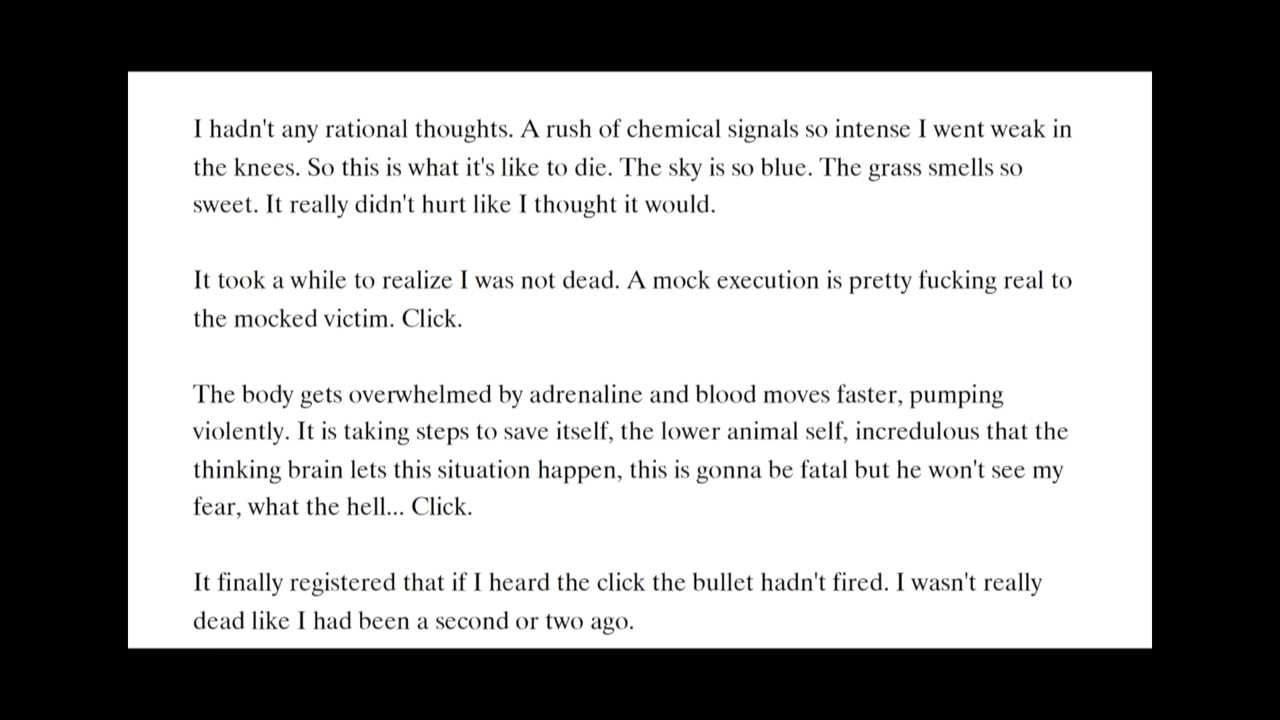 I hadn't any rational thoughts. A rush of chemical signals so intense I went weak in
the knees. So this is what it's like to die. The sky is so blue. The grass smells so
sweet. It really didn't hurt like I thought it would.
It took a while to realize I was not dead. A mock execution is pretty fucking real to
the mocked victim. Click.
The body gets overwhelmed by adrenaline and blood moves faster, pumping
violently. It is taking steps to save itself, the lower animal self, incredulous that the
thinking brain lets this situation happen, this is gonna be fatal but he won't see my
fear, what the hell... Click.
It finally registered that if I heard the click the bullet hadn't fired. I wasn't really
dead like I had been a second or two ago.